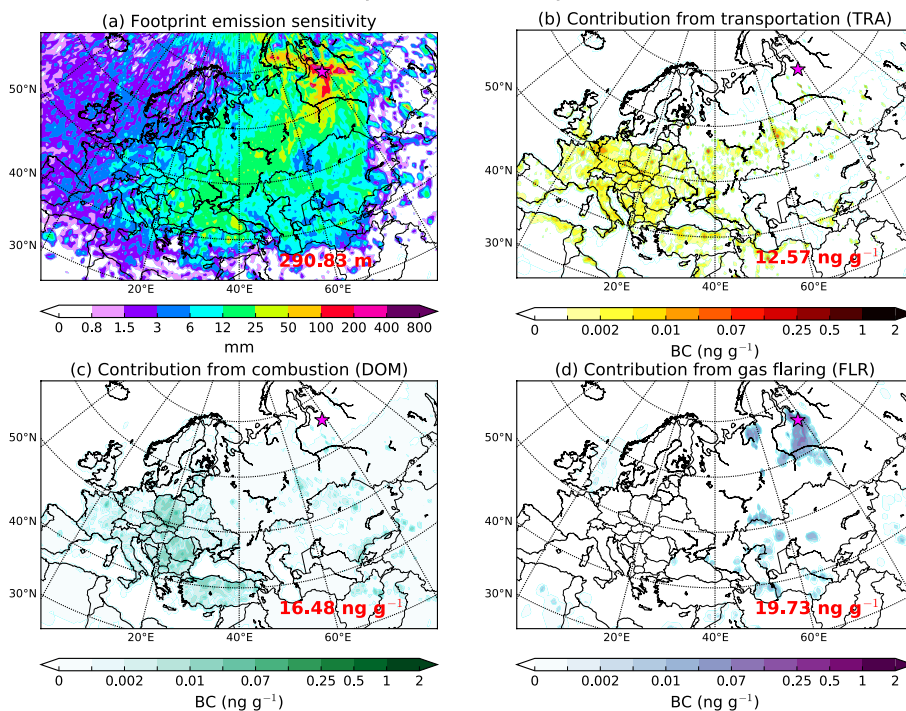 (a) Footprint emission sensitivity
50°N
40°N
30°N
20°E
40°E
60°E
290.83 m
0 0.8 1.5 3 6 12 25 50 100 200 400 800
mm
(b) Contribution from transportation (TRA)
50°N
40°N
30°N
20°E
40°E
60°E
12.57 ng g⁻¹
0 0.002 0.01 0.07 0.25 0.5 1 2
BC (ng g⁻¹)
(c) Contribution from combustion (DOM)
50°N
40°N
30°N
20°E
40°E
60°E
16.48 ng g⁻¹
0 0.002 0.01 0.07 0.25 0.5 1 2
BC (ng g⁻¹)
(d) Contribution from gas flaring (FLR)
50°N
40°N
30°N
20°E
40°E
60°E
19.73 ng g⁻¹
0 0.002 0.01 0.07 0.25 0.5 1 2
BC (ng g⁻¹)